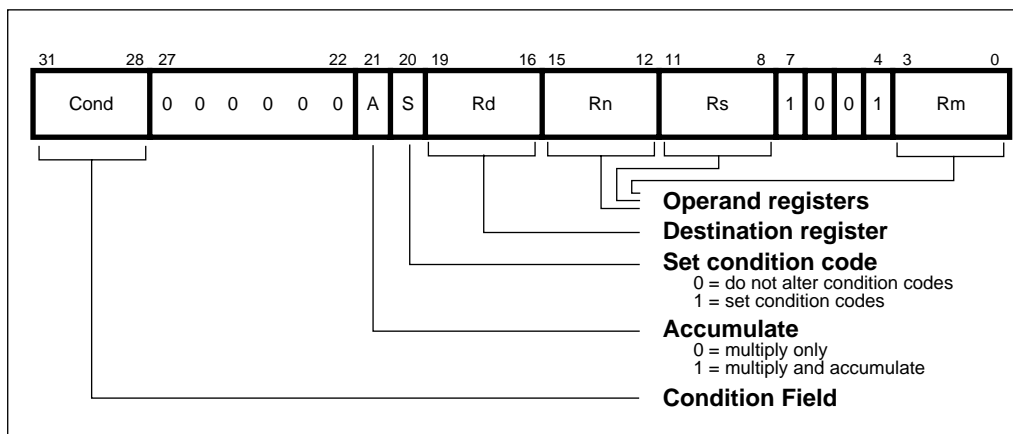 31 28 27 22 21 20 19 16 15 12 11 8 7 4 3 0
Cond 0 0 0 0 0 0 A S Rd Rn Rs 1 0 0 1 Rm
Operand registers
Destination register
Set condition code
0 = do not alter condition codes
1 = set condition codes
Accumulate
0 = multiply only
1 = multiply and accumulate
Condition Field